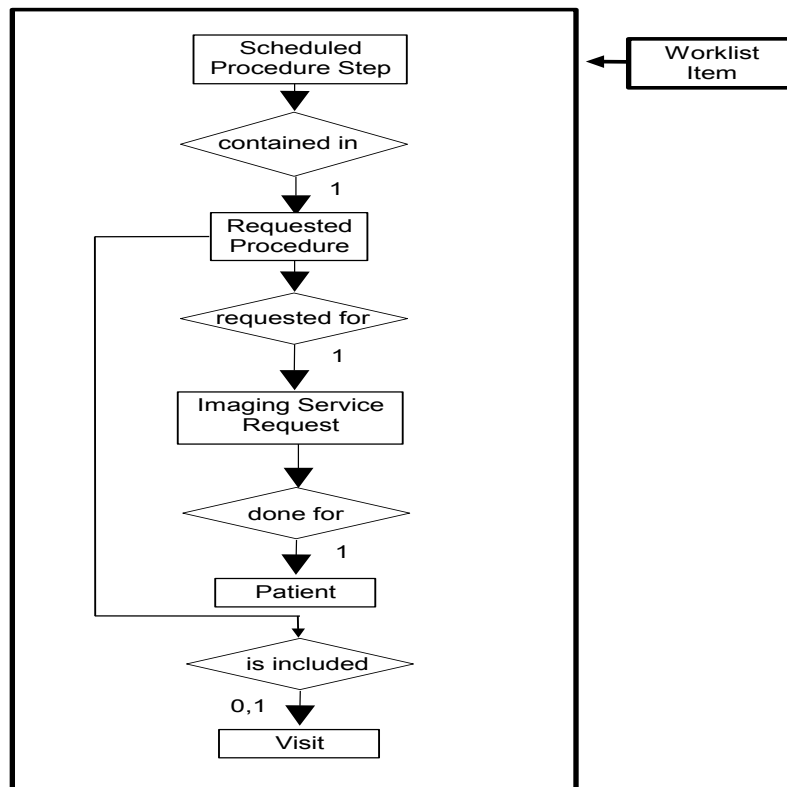 Scheduled
Procedure Step
Worklist
Item
contained in
1
Requested
Procedure
requested for
1
Imaging Service
Request
done for
1
Patient
is included
0,1
Visit